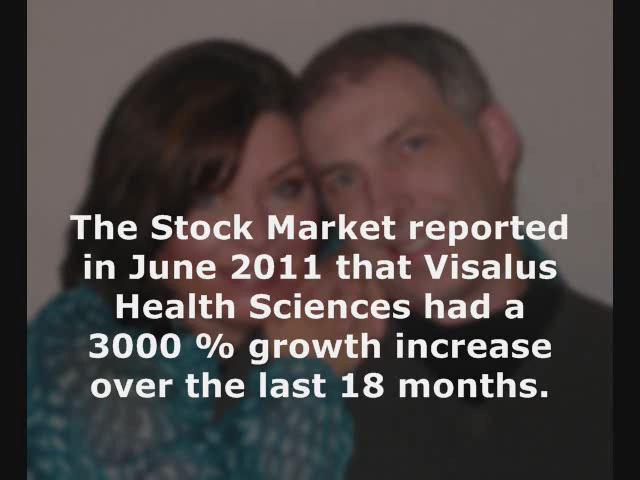 The Stock Market reported
in June 2011 that Visalus
Health Sciences had a
3000 % growth increase
over the last 18 months.